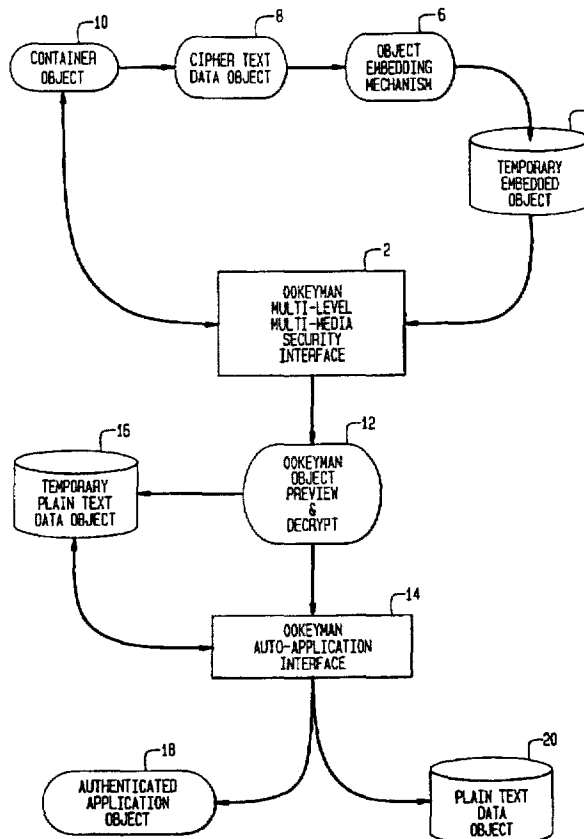 10
CONTAINER
OBJECT
8
CIPHER TEXT
DATA OBJECT
6
OBJECT
EMBEDDING
MECHANISM
TEMPORARY
EMBEDDED
OBJECT
2
OOKEYMAN
MULTI-LEVEL
MULTI-MEDIA
SECURITY
INTERFACE
12
OOKEYMAN
OBJECT
PREVIEW
&
DECRYPT
16
TEMPORARY
PLAIN TEXT
DATA OBJECT
14
OOKEYMAN
AUTO-APPLICATION
INTERFACE
18
AUTHENTICATED
APPLICATION OBJECT
20
PLAIN TEXT
DATA
OBJECT